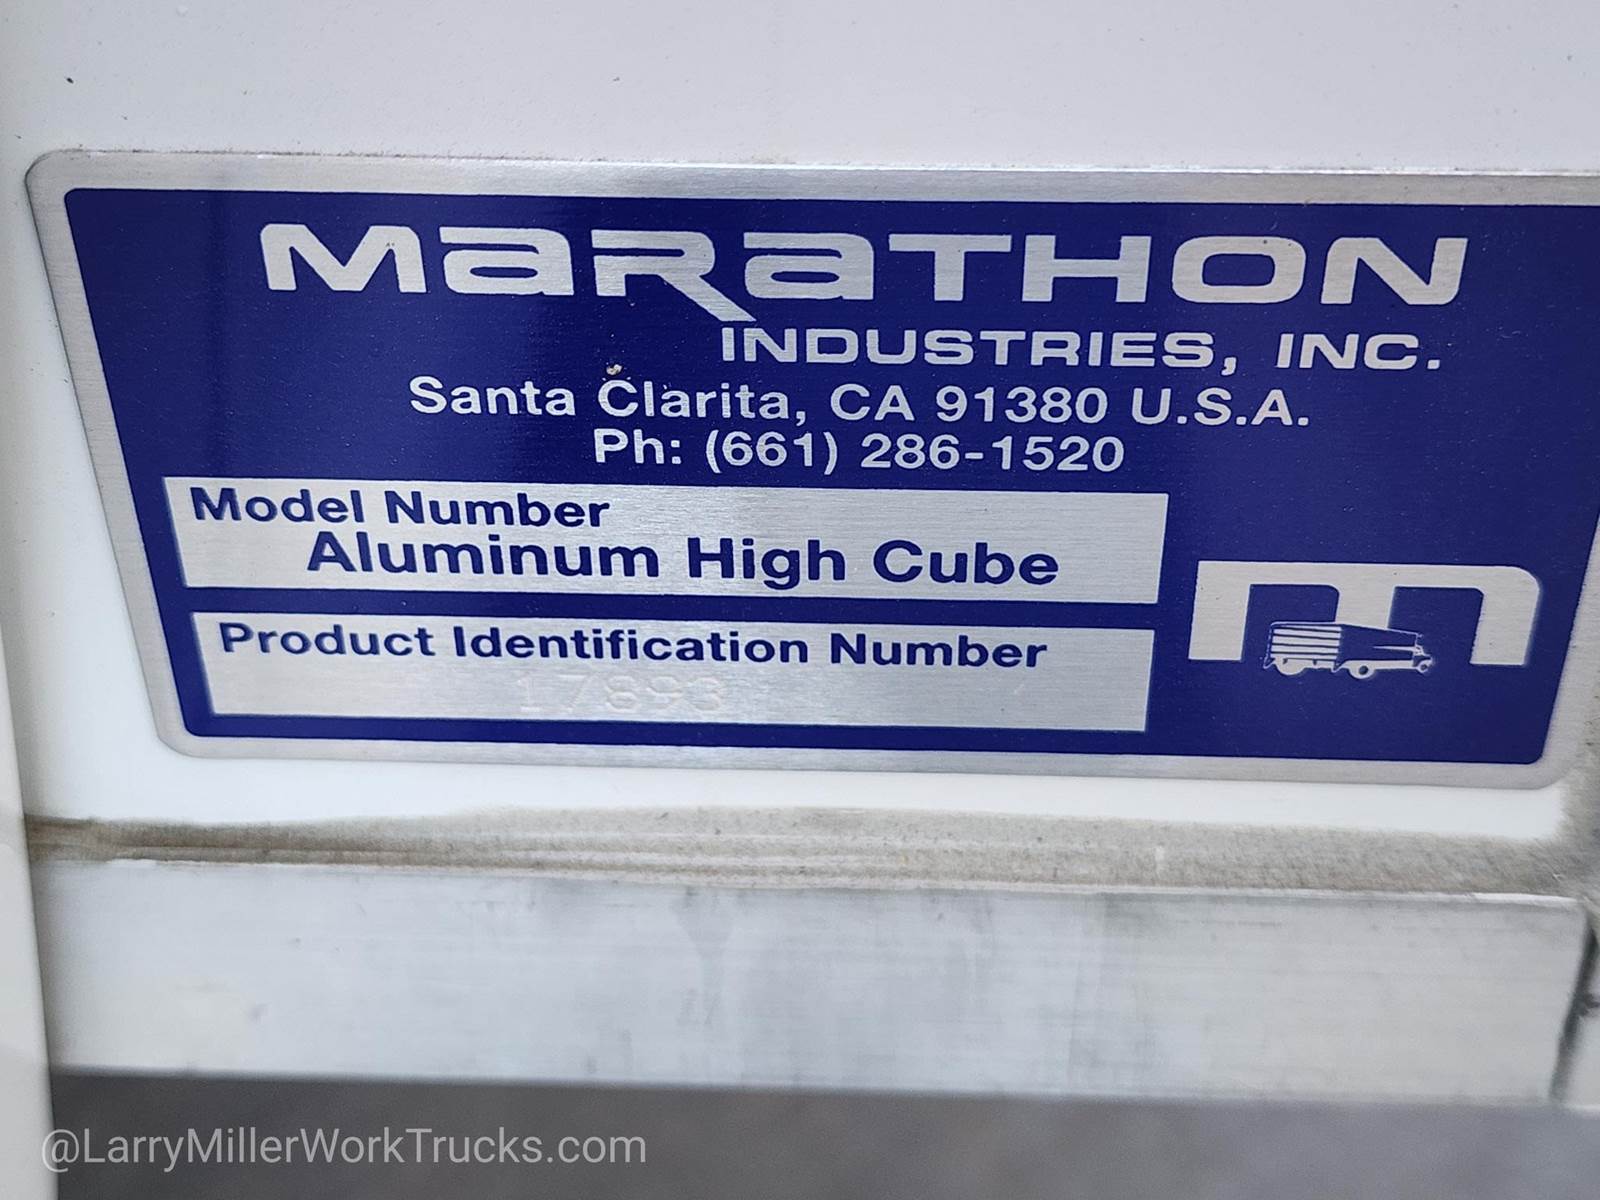 MARATHON
INDUSTRIES, INC.
Santa Clarita, CA 91380 U.S.A.
Ph: (661) 286-1520
Model Number
Aluminum High Cube
Product Identification Number
17893
m
@LarryMillerWorkTrucks.com